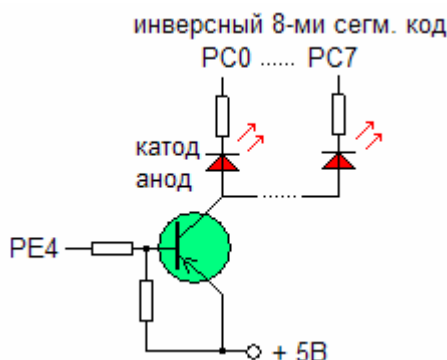 инверсный 8-ми сегм. код
PC0 ...... PC7
катод
анод
PE4
+ 5В